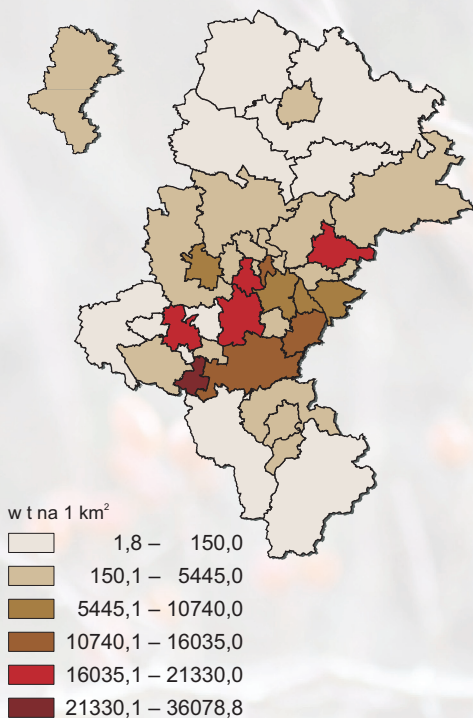 w t na 1 km²
1,8 – 150,0
150,1 – 5445,0
5445,1 – 10740,0
10740,1 – 16035,0
16035,1 – 21330,0
21330,1 – 36078,8